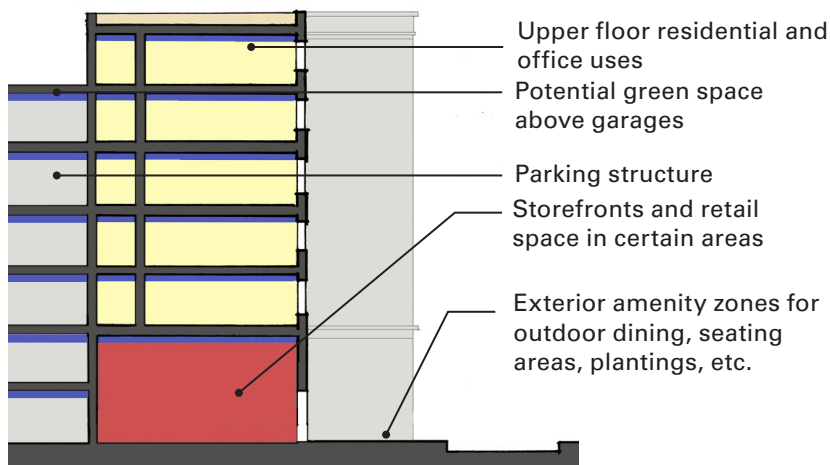 Upper floor residential and
office uses
Potential green space
above garages
Parking structure
Storefronts and retail
space in certain areas
Exterior amenity zones for
outdoor dining, seating
areas, plantings, etc.